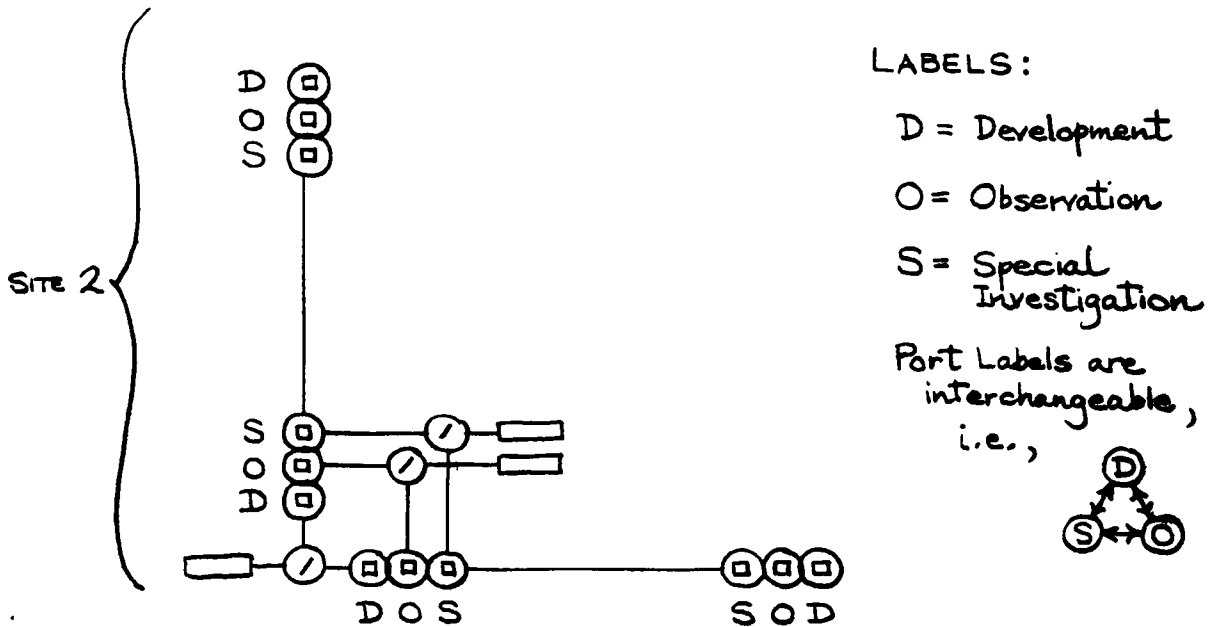 D
O
S
SITE 2
S
O
D
D O S
S O D
LABELS:
D = Development
O = Observation
S = Special
Investigation
Port Labels are
interchangeable,
i.e.,
D
S O